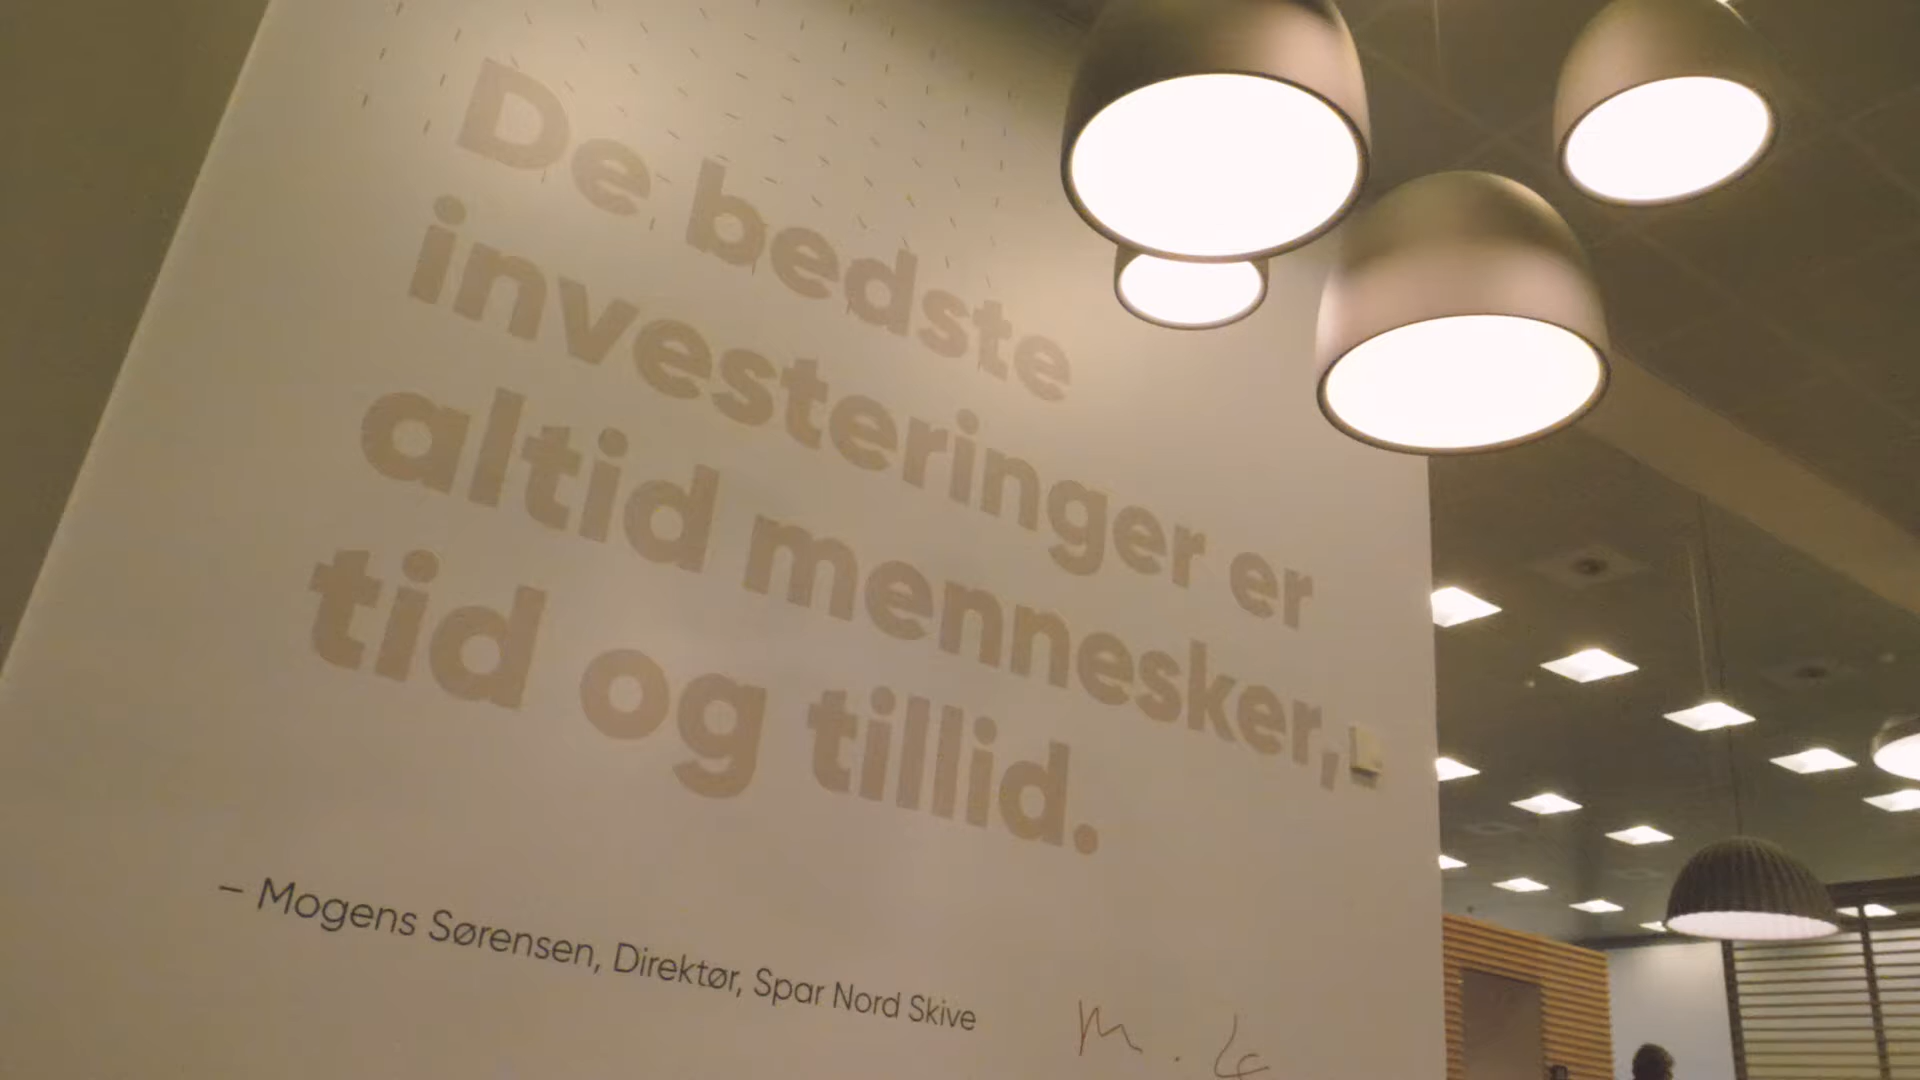 De bedste
investeringer er
altid mennesker,
tid og tillid.
– Mogens Sørensen, Direktør, Spar Nord Skive